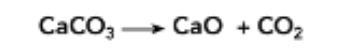 CaCO₃ ⟶ CaO + CO₂